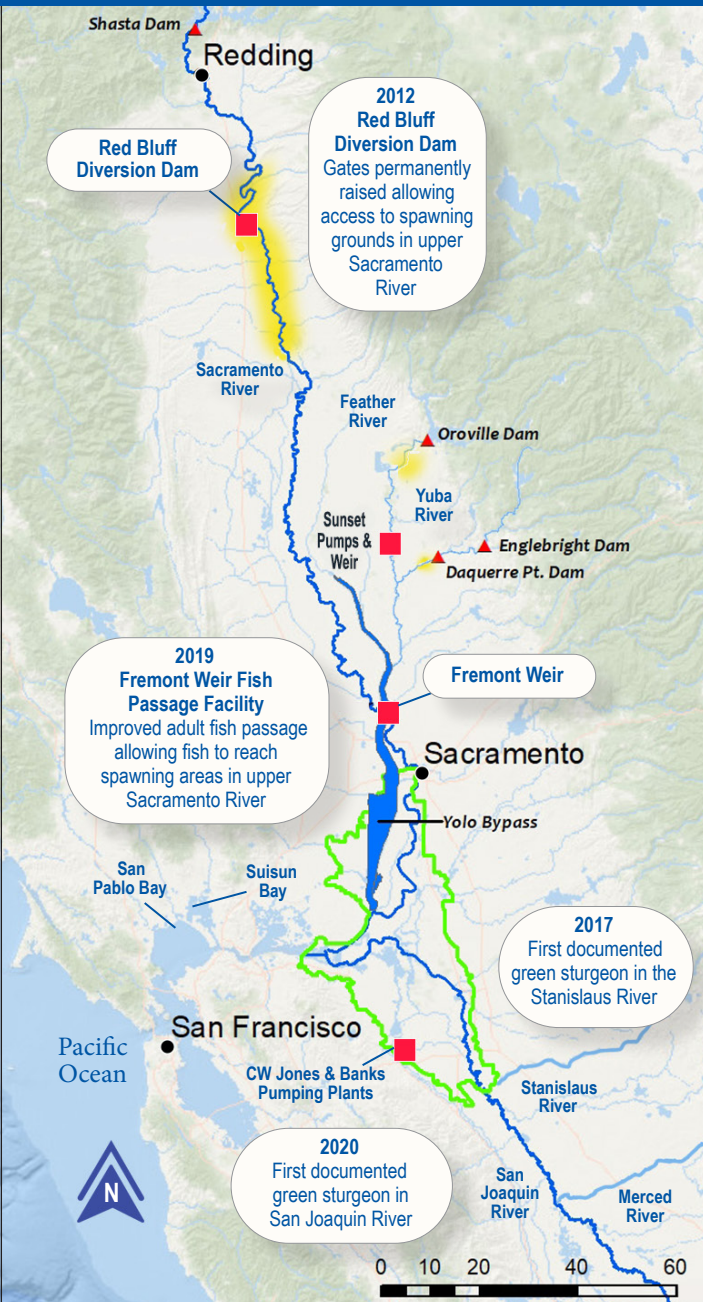 Shasta Dam
Redding
2012
Red Bluff
Diversion Dam
Gates permanently
raised allowing
access to spawning
grounds in upper
Sacramento
River
Red Bluff
Diversion Dam
Sacramento
River
Feather
River
Oroville Dam
Yuba
River
Sunset
Pumps &
Weir
Englebright Dam
Daquerre Pt. Dam
2019
Fremont Weir Fish
Passage Facility
Improved adult fish passage
allowing fish to reach
spawning areas in upper
Sacramento River
Fremont Weir
Sacramento
Yolo Bypass
San
Pablo Bay
Suisun
Bay
2017
First documented
green sturgeon in the
Stanislaus River
San Francisco
Pacific
Ocean
CW Jones & Banks
Pumping Plants
Stanislaus
River
2020
First documented
green sturgeon in
San Joaquin River
San
Joaquin
River
Merced
River
N
0 10 20 40 60